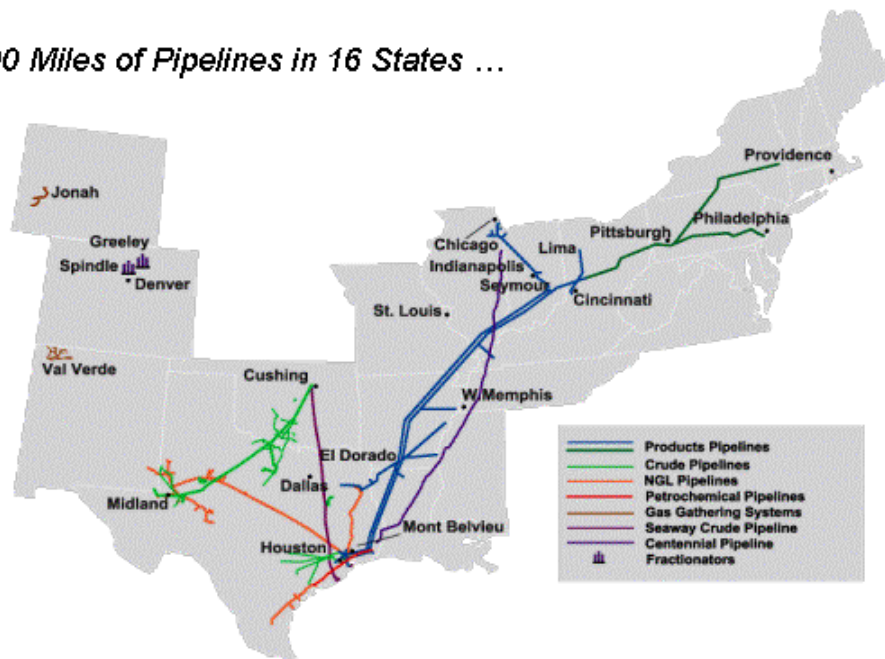 00 Miles of Pipelines in 16 States ...
Providence
Jonah
Philadelphia
Pittsburgh
Greeley
Chicago
Lima
Spindle
Indianapolis
Denver
Seymour
Cincinnati
St. Louis
Val Verde
Cushing
W.Memphis
El Dorado
Dallas
Midland
Mont Belvieu
Houston
Products Pipelines
Crude Pipelines
NGL Pipelines
Petrochemical Pipelines
Gas Gathering Systems
Seaway Crude Pipeline
Centennial Pipeline
Fractionators